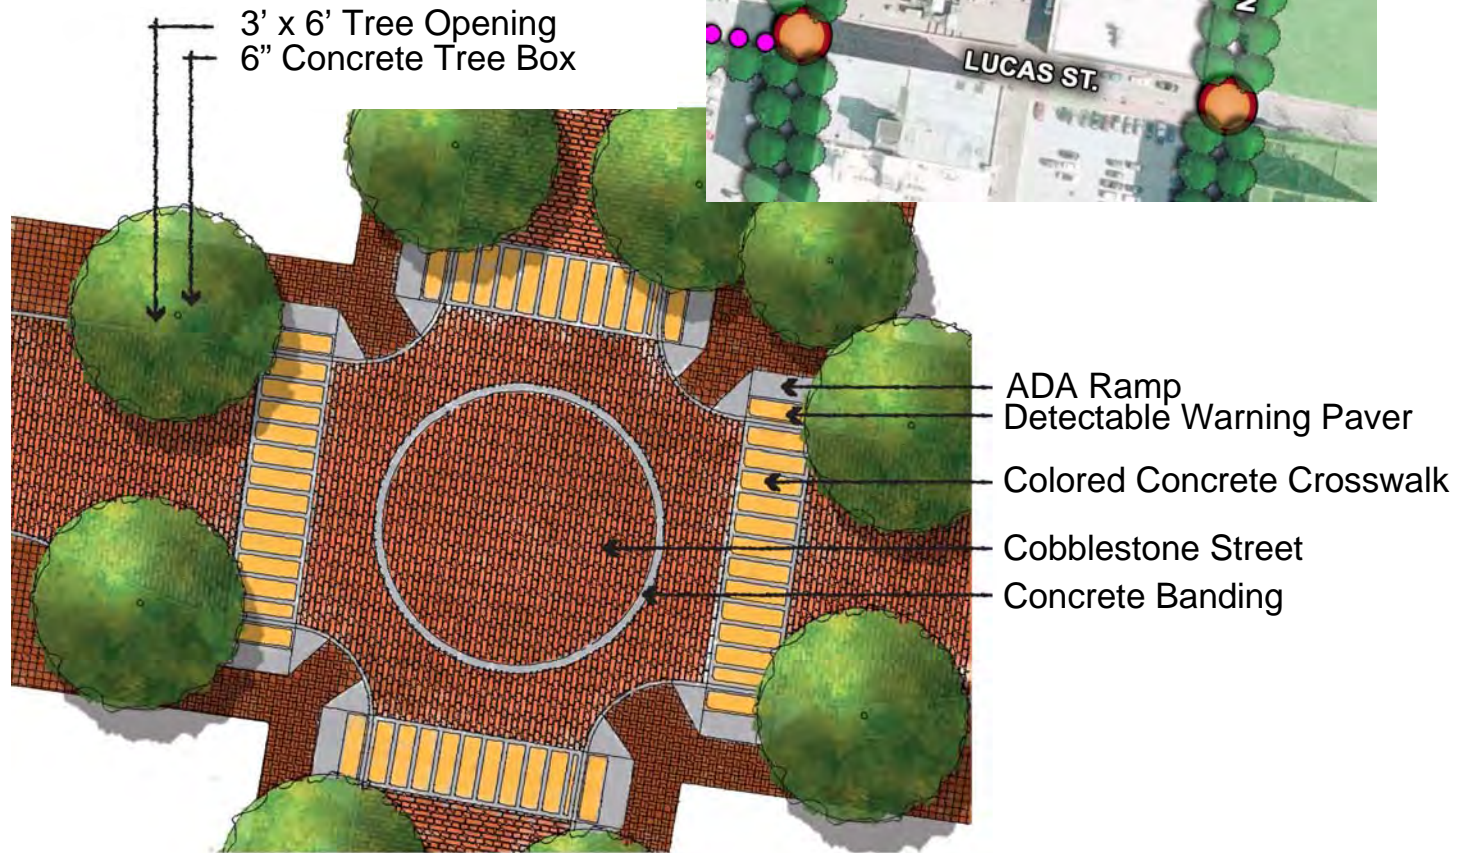 3’ x 6’ Tree Opening
6” Concrete Tree Box
N
LUCAS ST.
ADA Ramp
Detectable Warning Paver
Colored Concrete Crosswalk
Cobblestone Street
Concrete Banding